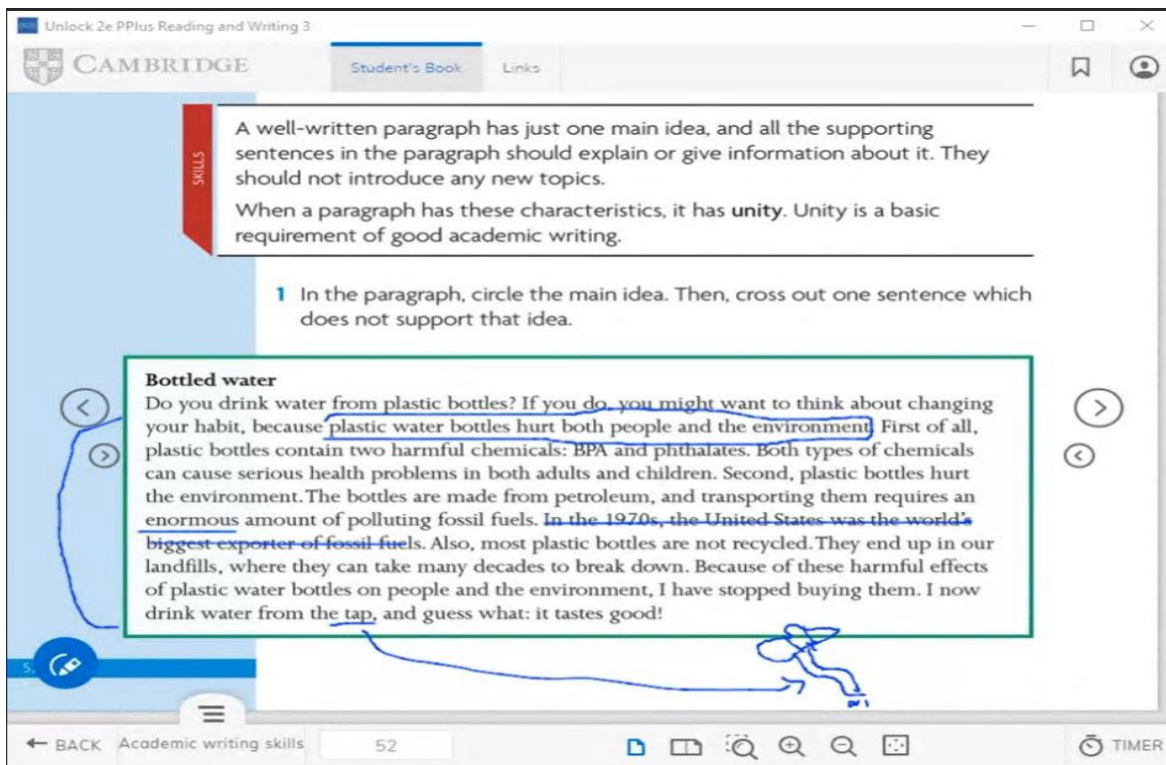 Unlock 2e PPlus Reading and Writing 3
CAMBRIDGE
Student's Book
Links
SKILLS
A well-written paragraph has just one main idea, and all the supporting
sentences in the paragraph should explain or give information about it. They
should not introduce any new topics.
When a paragraph has these characteristics, it has unity. Unity is a basic
requirement of good academic writing.
1 In the paragraph, circle the main idea. Then, cross out one sentence which
does not support that idea.
Bottled water
Do you drink water from plastic bottles? If you do, you might want to think about changing
your habit, because plastic water bottles hurt both people and the environment. First of all,
plastic bottles contain two harmful chemicals: BPA and phthalates. Both types of chemicals
can cause serious health problems in both adults and children. Second, plastic bottles hurt
the environment. The bottles are made from petroleum, and transporting them requires an
enormous amount of polluting fossil fuels. In the 1970s, the United States was the world's
biggest exporter of fossil fuels. Also, most plastic bottles are not recycled. They end up in our
landfills, where they can take many decades to break down. Because of these harmful effects
of plastic water bottles on people and the environment, I have stopped buying them. I now
drink water from the tap, and guess what: it tastes good!
BACK
Academic writing skills
52
TIMER